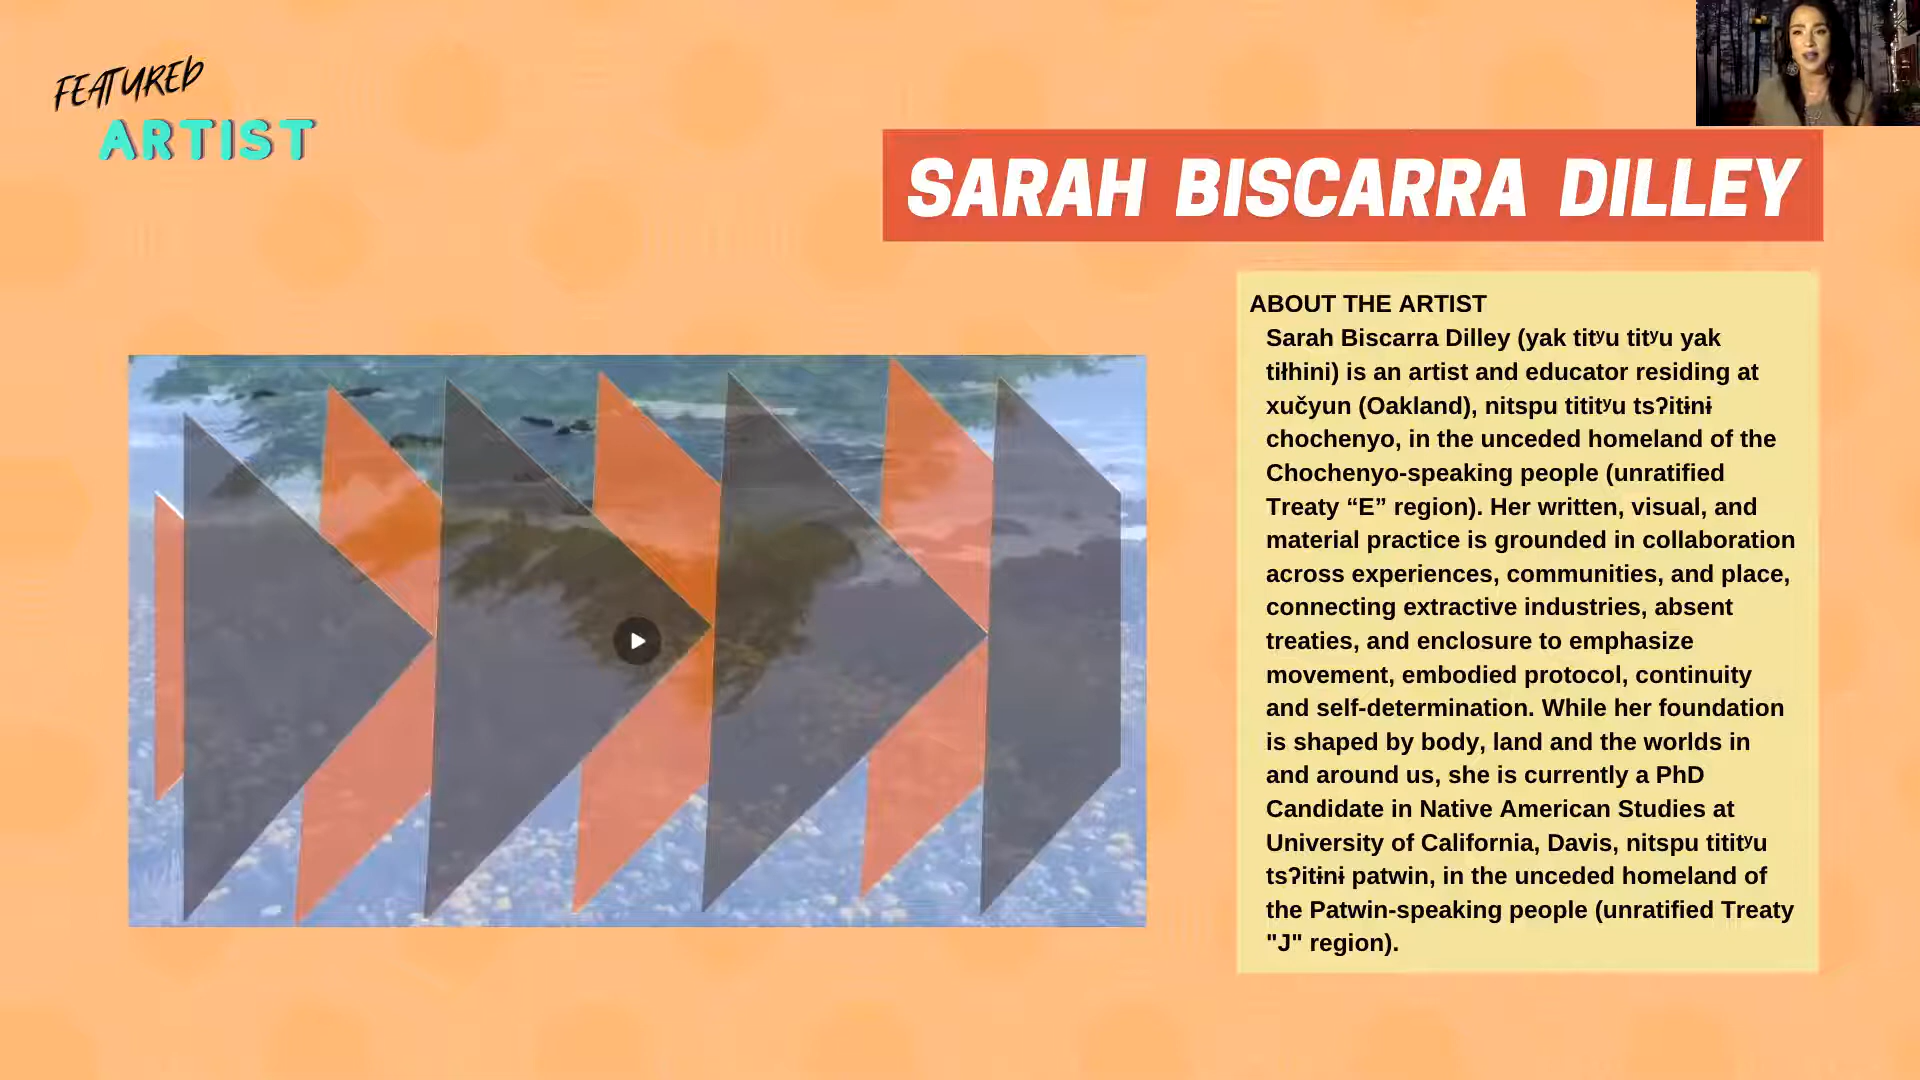 FEATURED
ARTIST
SARAH BISCARRA DILLEY
ABOUT THE ARTIST
Sarah Biscarra Dilley (yak titʸu titʸu yak
tiłhini) is an artist and educator residing at
xučyun (Oakland), nitspu tititʸu tsʔitɨnɨ
chochenyo, in the unceded homeland of the
Chochenyo-speaking people (unratified
Treaty “E” region). Her written, visual, and
material practice is grounded in collaboration
across experiences, communities, and place,
connecting extractive industries, absent
treaties, and enclosure to emphasize
movement, embodied protocol, continuity
and self-determination. While her foundation
is shaped by body, land and the worlds in
and around us, she is currently a PhD
Candidate in Native American Studies at
University of California, Davis, nitspu tititʸu
tsʔitɨnɨ patwin, in the unceded homeland of
the Patwin-speaking people (unratified Treaty
"J" region).